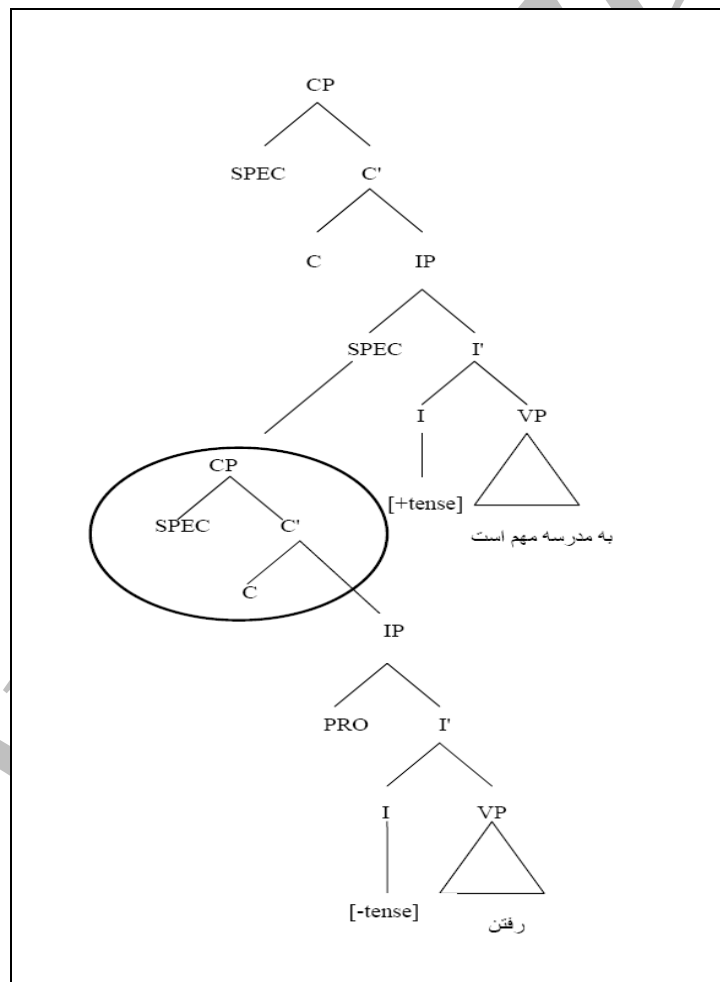 CP
SPEC C'
C IP
SPEC I'
I VP
CP
[+tense]
SPEC C'
به مدرسه مهم است
C
IP
PRO I'
I VP
[-tense]
رفتن